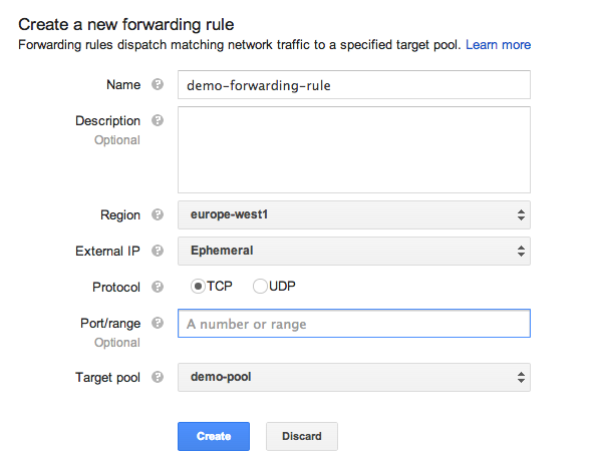 Create a new forwarding rule
Forwarding rules dispatch matching network traffic to a specified target pool. Learn more
Name ? demo-forwarding-rule
Description ?
Optional
Region ? europe-west1
External IP ? Ephemeral
Protocol ? TCP UDP
Port/range ? A number or range
Optional
Target pool ? demo-pool
Create Discard